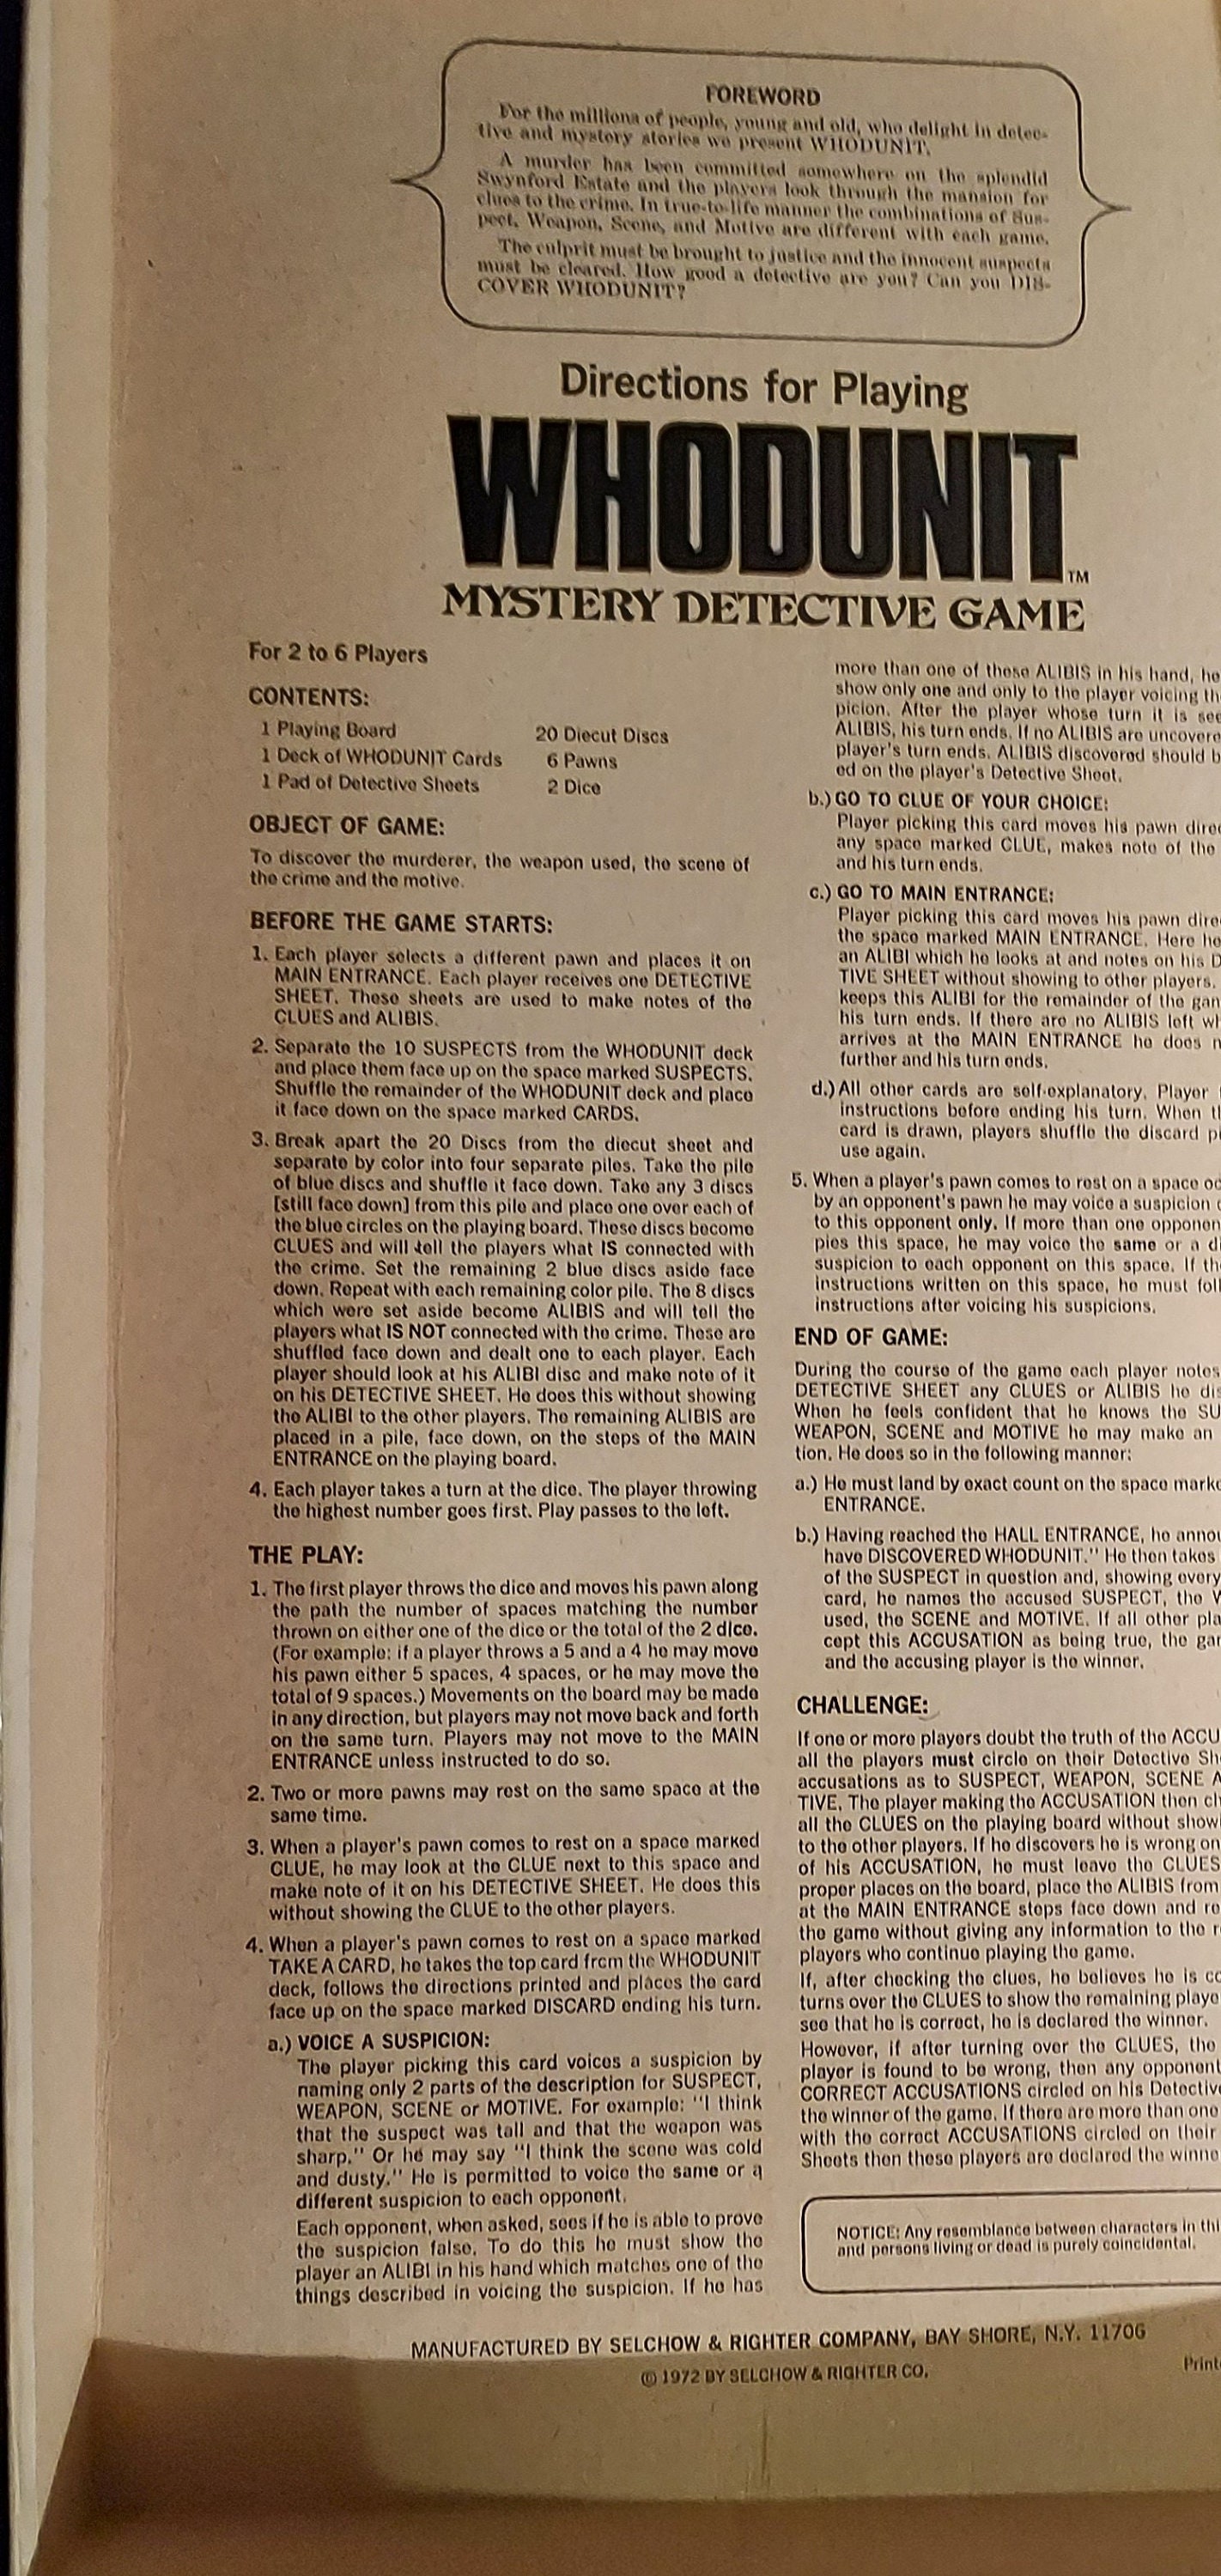 FOREWORD
For the millions of people, young and old, who delight in detec-
tive and mystery stories we present WHODUNIT.
A murder has been committed somewhere on the splendid
Swynford Estate and the players look through the mansion for
clues to the crime. In true-to-life manner the combinations of Sus-
pect, Weapon, Scene, and Motive are different with each game.
The culprit must be brought to justice and the innocent suspects
must be cleared. How good a detective are you? Can you DIS-
COVER WHODUNIT?
Directions for Playing
WHODUNIT™
MYSTERY DETECTIVE GAME
For 2 to 6 Players
CONTENTS:
1 Playing Board 20 Diecut Discs
1 Deck of WHODUNIT Cards 6 Pawns
1 Pad of Detective Sheets 2 Dice
OBJECT OF GAME:
To discover the murderer, the weapon used, the scene of
the crime and the motive.
BEFORE THE GAME STARTS:
1. Each player selects a different pawn and places it on
MAIN ENTRANCE. Each player receives one DETECTIVE
SHEET. These sheets are used to make notes of the
CLUES and ALIBIS.
2. Separate the 10 SUSPECTS from the WHODUNIT deck
and place them face up on the space marked SUSPECTS.
Shuffle the remainder of the WHODUNIT deck and place
it face down on the space marked CARDS.
3. Break apart the 20 Discs from the diecut sheet and
separate by color into four separate piles. Take the pile
of blue discs and shuffle it face down. Take any 3 discs
[still face down] from this pile and place one over each of
the blue circles on the playing board. These discs become
CLUES and will tell the players what IS connected with
the crime. Set the remaining 2 blue discs aside face
down. Repeat with each remaining color pile. The 8 discs
which were set aside become ALIBIS and will tell the
players what IS NOT connected with the crime. These are
shuffled face down and dealt one to each player. Each
player should look at his ALIBI disc and make note of it
on his DETECTIVE SHEET. He does this without showing
the ALIBI to the other players. The remaining ALIBIS are
placed in a pile, face down, on the steps of the MAIN
ENTRANCE on the playing board.
4. Each player takes a turn at the dice. The player throwing
the highest number goes first. Play passes to the left.
THE PLAY:
1. The first player throws the dice and moves his pawn along
the path the number of spaces matching the number
thrown on either one of the dice or the total of the 2 dice.
(For example: if a player throws a 5 and a 4 he may move
his pawn either 5 spaces, 4 spaces, or he may move the
total of 9 spaces.) Movements on the board may be made
in any direction, but players may not move back and forth
on the same turn. Players may not move to the MAIN
ENTRANCE unless instructed to do so.
2. Two or more pawns may rest on the same space at the
same time.
3. When a player's pawn comes to rest on a space marked
CLUE, he may look at the CLUE next to this space and
make note of it on his DETECTIVE SHEET. He does this
without showing the CLUE to the other players.
4. When a player's pawn comes to rest on a space marked
TAKE A CARD, he takes the top card from the WHODUNIT
deck, follows the directions printed and places the card
face up on the space marked DISCARD ending his turn.
a.) VOICE A SUSPICION:
The player picking this card voices a suspicion by
naming only 2 parts of the description for SUSPECT,
WEAPON, SCENE or MOTIVE. For example: "I think
that the suspect was tall and that the weapon was
sharp." Or he may say "I think the scene was cold
and dusty." He is permitted to voice the same or a
different suspicion to each opponent.
Each opponent, when asked, sees if he is able to prove
the suspicion false. To do this he must show the
player an ALIBI in his hand which matches one of the
things described in voicing the suspicion. If he has
more than one of these ALIBIS in his hand, he
show only one and only to the player voicing th
picion. After the player whose turn it is see
ALIBIS, his turn ends. If no ALIBIS are uncovere
player's turn ends. ALIBIS discovered should b
ed on the player's Detective Sheet.
b.) GO TO CLUE OF YOUR CHOICE:
Player picking this card moves his pawn direc
any space marked CLUE, makes note of the
and his turn ends.
c.) GO TO MAIN ENTRANCE:
Player picking this card moves his pawn direc
the space marked MAIN ENTRANCE. Here he
an ALIBI which he looks at and notes on his D
TIVE SHEET without showing to other players.
keeps this ALIBI for the remainder of the gan
his turn ends. If there are no ALIBIS left wh
arrives at the MAIN ENTRANCE he does n
further and his turn ends.
d.) All other cards are self-explanatory. Player
instructions before ending his turn. When th
card is drawn, players shuffle the discard pi
use again.
5. When a player's pawn comes to rest on a space oc
by an opponent's pawn he may voice a suspicion
to this opponent only. If more than one opponen
pies this space, he may voice the same or a di
suspicion to each opponent on this space. If the
instructions written on this space, he must foll
instructions after voicing his suspicions.
END OF GAME:
During the course of the game each player notes
DETECTIVE SHEET any CLUES or ALIBIS he dis
When he feels confident that he knows the SU
WEAPON, SCENE and MOTIVE he may make an
tion. He does so in the following manner:
a.) He must land by exact count on the space marke
ENTRANCE.
b.) Having reached the HALL ENTRANCE, he annou
have DISCOVERED WHODUNIT." He then takes
of the SUSPECT in question and, showing every
card, he names the accused SUSPECT, the W
used, the SCENE and MOTIVE. If all other pla
cept this ACCUSATION as being true, the gar
and the accusing player is the winner.
CHALLENGE:
If one or more players doubt the truth of the ACCU
all the players must circle on their Detective Sh
accusations as to SUSPECT, WEAPON, SCENE A
TIVE. The player making the ACCUSATION then ch
all the CLUES on the playing board without show
to the other players. If he discovers he is wrong on
of his ACCUSATION, he must leave the CLUES
proper places on the board, place the ALIBIS from
at the MAIN ENTRANCE steps face down and re
the game without giving any information to the r
players who continue playing the game.
If, after checking the clues, he believes he is co
turns over the CLUES to show the remaining playe
see that he is correct, he is declared the winner.
However, if after turning over the CLUES, the
player is found to be wrong, then any opponent
CORRECT ACCUSATIONS circled on his Detective
the winner of the game. If there are more than one
with the correct ACCUSATIONS circled on their
Sheets then these players are declared the winne
NOTICE: Any resemblance between characters in thi
and persons living or dead is purely coincidental.
MANUFACTURED BY SELCHOW & RIGHTER COMPANY, BAY SHORE, N.Y. 11706
© 1972 BY SELCHOW & RIGHTER CO.
Printe